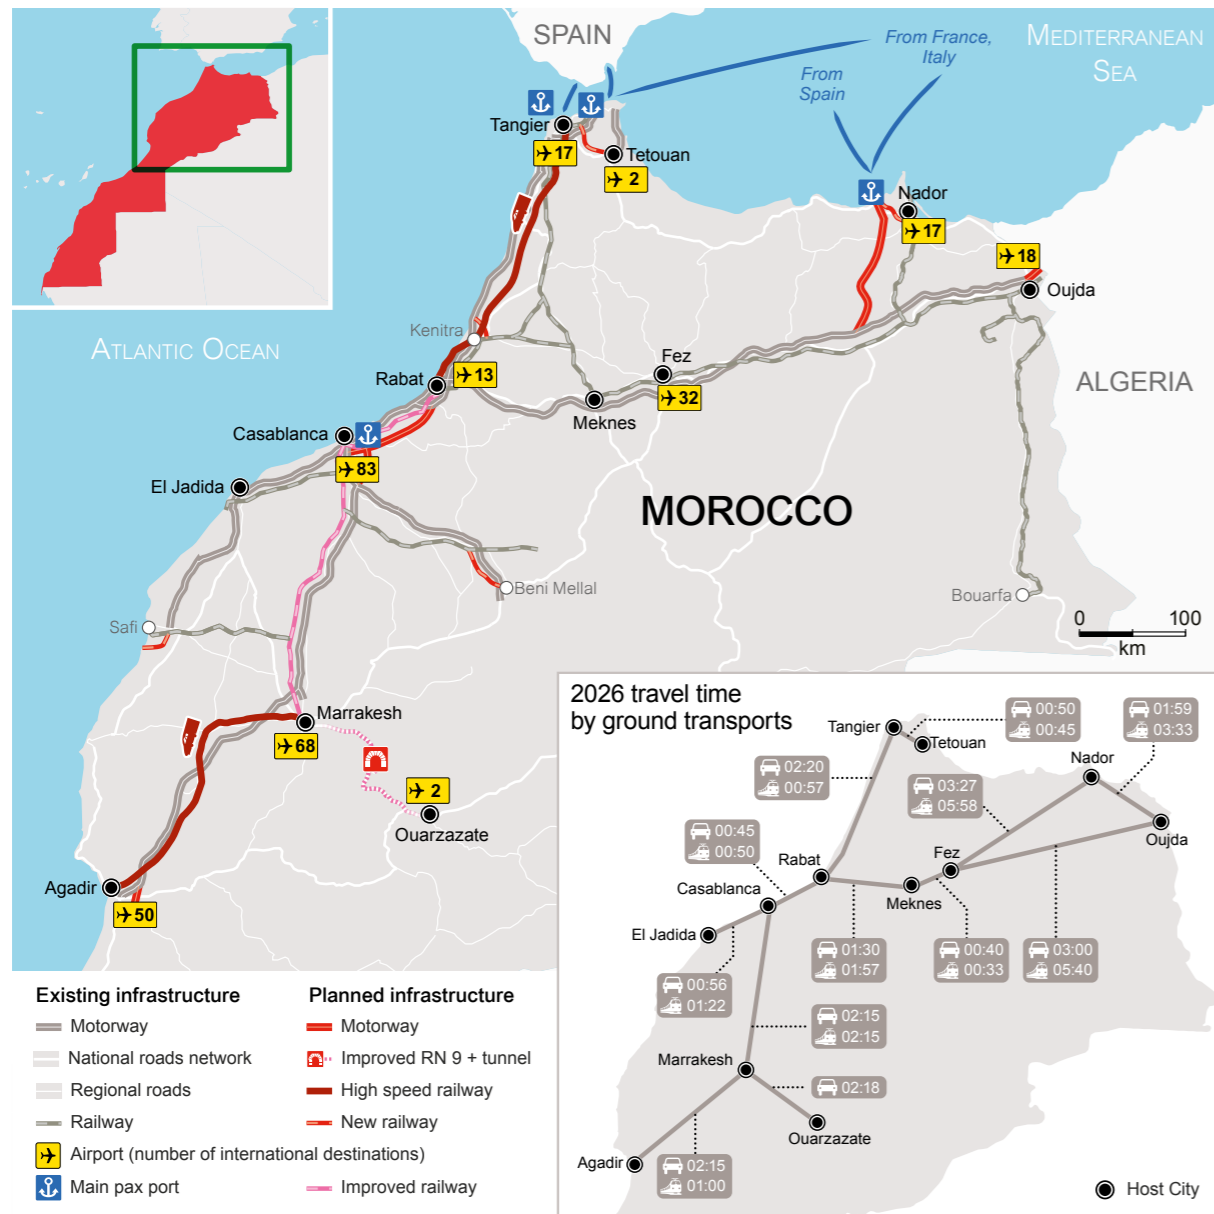 SPAIN
From France,
Italy
MEDITERRANEAN
SEA
From
Spain
Tangier
17
Tetouan
2
Nador
17
18
Oujda
Kenitra
ATLANTIC OCEAN
Rabat
13
Fez
32
Meknes
ALGERIA
Casablanca
83
El Jadida
MOROCCO
Beni Mellal
Bouarfa
0 100
km
Safi
Marrakesh
68
2
Ouarzazate
Agadir
50
2026 travel time
by ground transports
Tangier
Tetouan
00:50
00:45
01:59
03:33
Nador
02:20
00:57
03:27
05:58
Oujda
00:45
00:50
Rabat
Fez
Casablanca
Meknes
El Jadida
01:30
01:57
00:40
00:33
03:00
05:40
00:56
01:22
02:15
02:15
Marrakesh
02:18
Ouarzazate
Agadir
02:15
01:00
Host City
Existing infrastructure
Motorway
National roads network
Regional roads
Railway
Airport (number of international destinations)
Main pax port
Planned infrastructure
Motorway
Improved RN 9 + tunnel
High speed railway
New railway
Improved railway